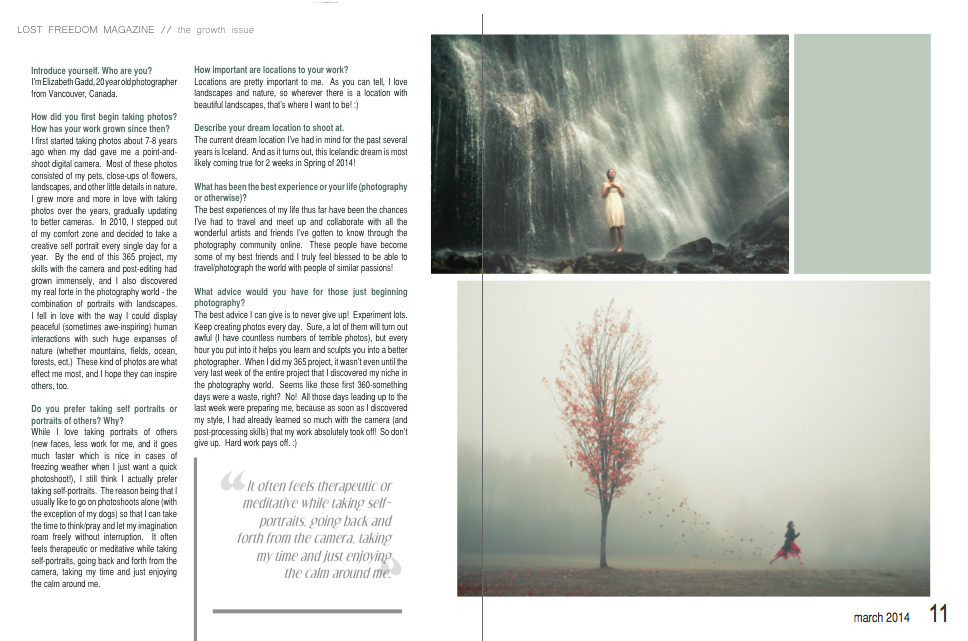 LOST FREEDOM MAGAZINE // the growth issue
Introduce yourself. Who are you?
I'm Elizabeth Gadd, 20 year old photographer
from Vancouver, Canada.
How did you first begin taking photos?
How has your work grown since then?
I first started taking photos about 7-8 years
ago when my dad gave me a point-and-
shoot digital camera. Most of these photos
consisted of my pets, close-ups of flowers,
landscapes, and other little details in nature.
I grew more and more in love with taking
photos over the years, gradually updating
to better cameras. In 2010, I stepped out
of my comfort zone and decided to take a
creative self portrait every single day for a
year. By the end of this 365 project, my
skills with the camera and post-editing had
grown immensely, and I also discovered
my real forte in the photography world - the
combination of portraits with landscapes.
I fell in love with the way I could display
peaceful (sometimes awe-inspiring) human
interactions with such huge expanses of
nature (whether mountains, fields, ocean,
forests, ect.) These kind of photos are what
effect me most, and I hope they can inspire
others, too.
Do you prefer taking self portraits or
portraits of others? Why?
While I love taking portraits of others
(new faces, less work for me, and it goes
much faster which is nice in cases of
freezing weather when I just want a quick
photoshoot!), I still think I actually prefer
taking self-portraits. The reason being that I
usually like to go on photoshoots alone (with
the exception of my dogs) so that I can take
the time to think/pray and let my imagination
roam freely without interruption. It often
feels therapeutic or meditative while taking
self-portraits, going back and forth from the
camera, taking my time and just enjoying
the calm around me.
How important are locations to your work?
Locations are pretty important to me. As you can tell, I love
landscapes and nature, so wherever there is a location with
beautiful landscapes, that's where I want to be! :)
Describe your dream location to shoot at.
The current dream location I've had in mind for the past several
years is Iceland. And as it turns out, this Icelandic dream is most
likely coming true for 2 weeks in Spring of 2014!
What has been the best experience or your life (photography
or otherwise)?
The best experiences of my life thus far have been the chances
I've had to travel and meet up and collaborate with all the
wonderful artists and friends I've gotten to know through the
photography community online. These people have become
some of my best friends and I truly feel blessed to be able to
travel/photograph the world with people of similar passions!
What advice would you have for those just beginning
photography?
The best advice I can give is to never give up! Experiment lots.
Keep creating photos every day. Sure, a lot of them will turn out
awful (I have countless numbers of terrible photos), but every
hour you put into it helps you learn and sculpts you into a better
photographer. When I did my 365 project, it wasn't even until the
very last week of the entire project that I discovered my niche in
the photography world. Seems like those first 360-something
days were a waste, right? No! All those days leading up to the
last week were preparing me, because as soon as I discovered
my style, I had already learned so much with the camera (and
post-processing skills) that my work absolutely took off! So don't
give up. Hard work pays off. :)
“ It often feels therapeutic or
meditative while taking self-
portraits, going back and
forth from the camera, taking
my time and just enjoying
the calm around me. “
march 2014 11